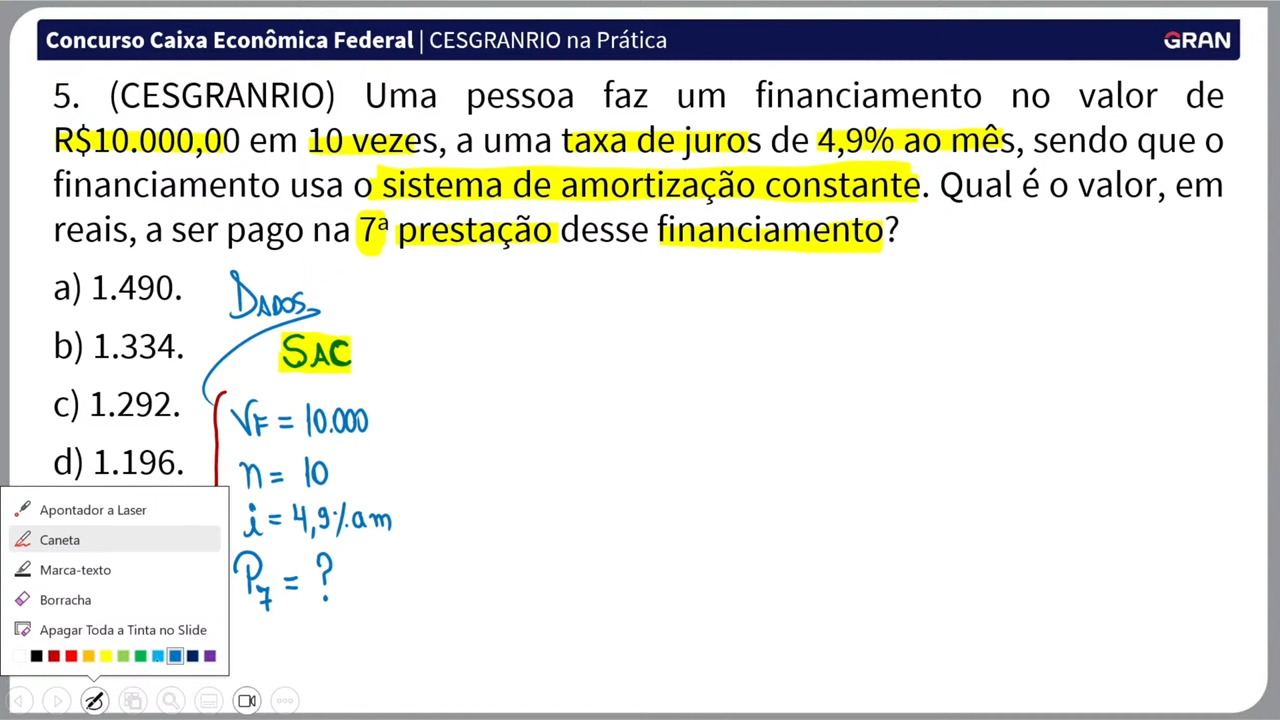 Concurso Caixa Econômica Federal | CESGRANRIO na Prática
GRAN
5. (CESGRANRIO) Uma pessoa faz um financiamento no valor de
R$10.000,00 em 10 vezes, a uma taxa de juros de 4,9% ao mês, sendo que o
financiamento usa o sistema de amortização constante. Qual é o valor, em
reais, a ser pago na 7ª prestação desse financiamento?
a) 1.490.
b) 1.334.
c) 1.292.
d) 1.196.
DADOS
SAC
VF = 10.000
n = 10
i = 4,9% am
P7 = ?
Apontador a Laser
Caneta
Marca-texto
Borracha
Apagar Toda a Tinta no Slide